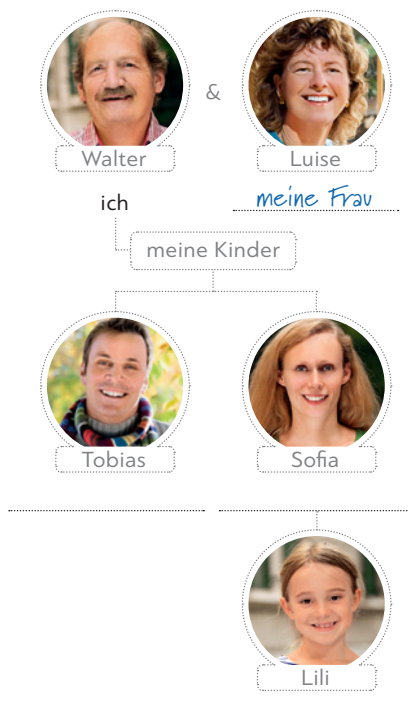 &
Walter
Luise
ich
meine Frau
meine Kinder
Tobias
Sofia
Lili